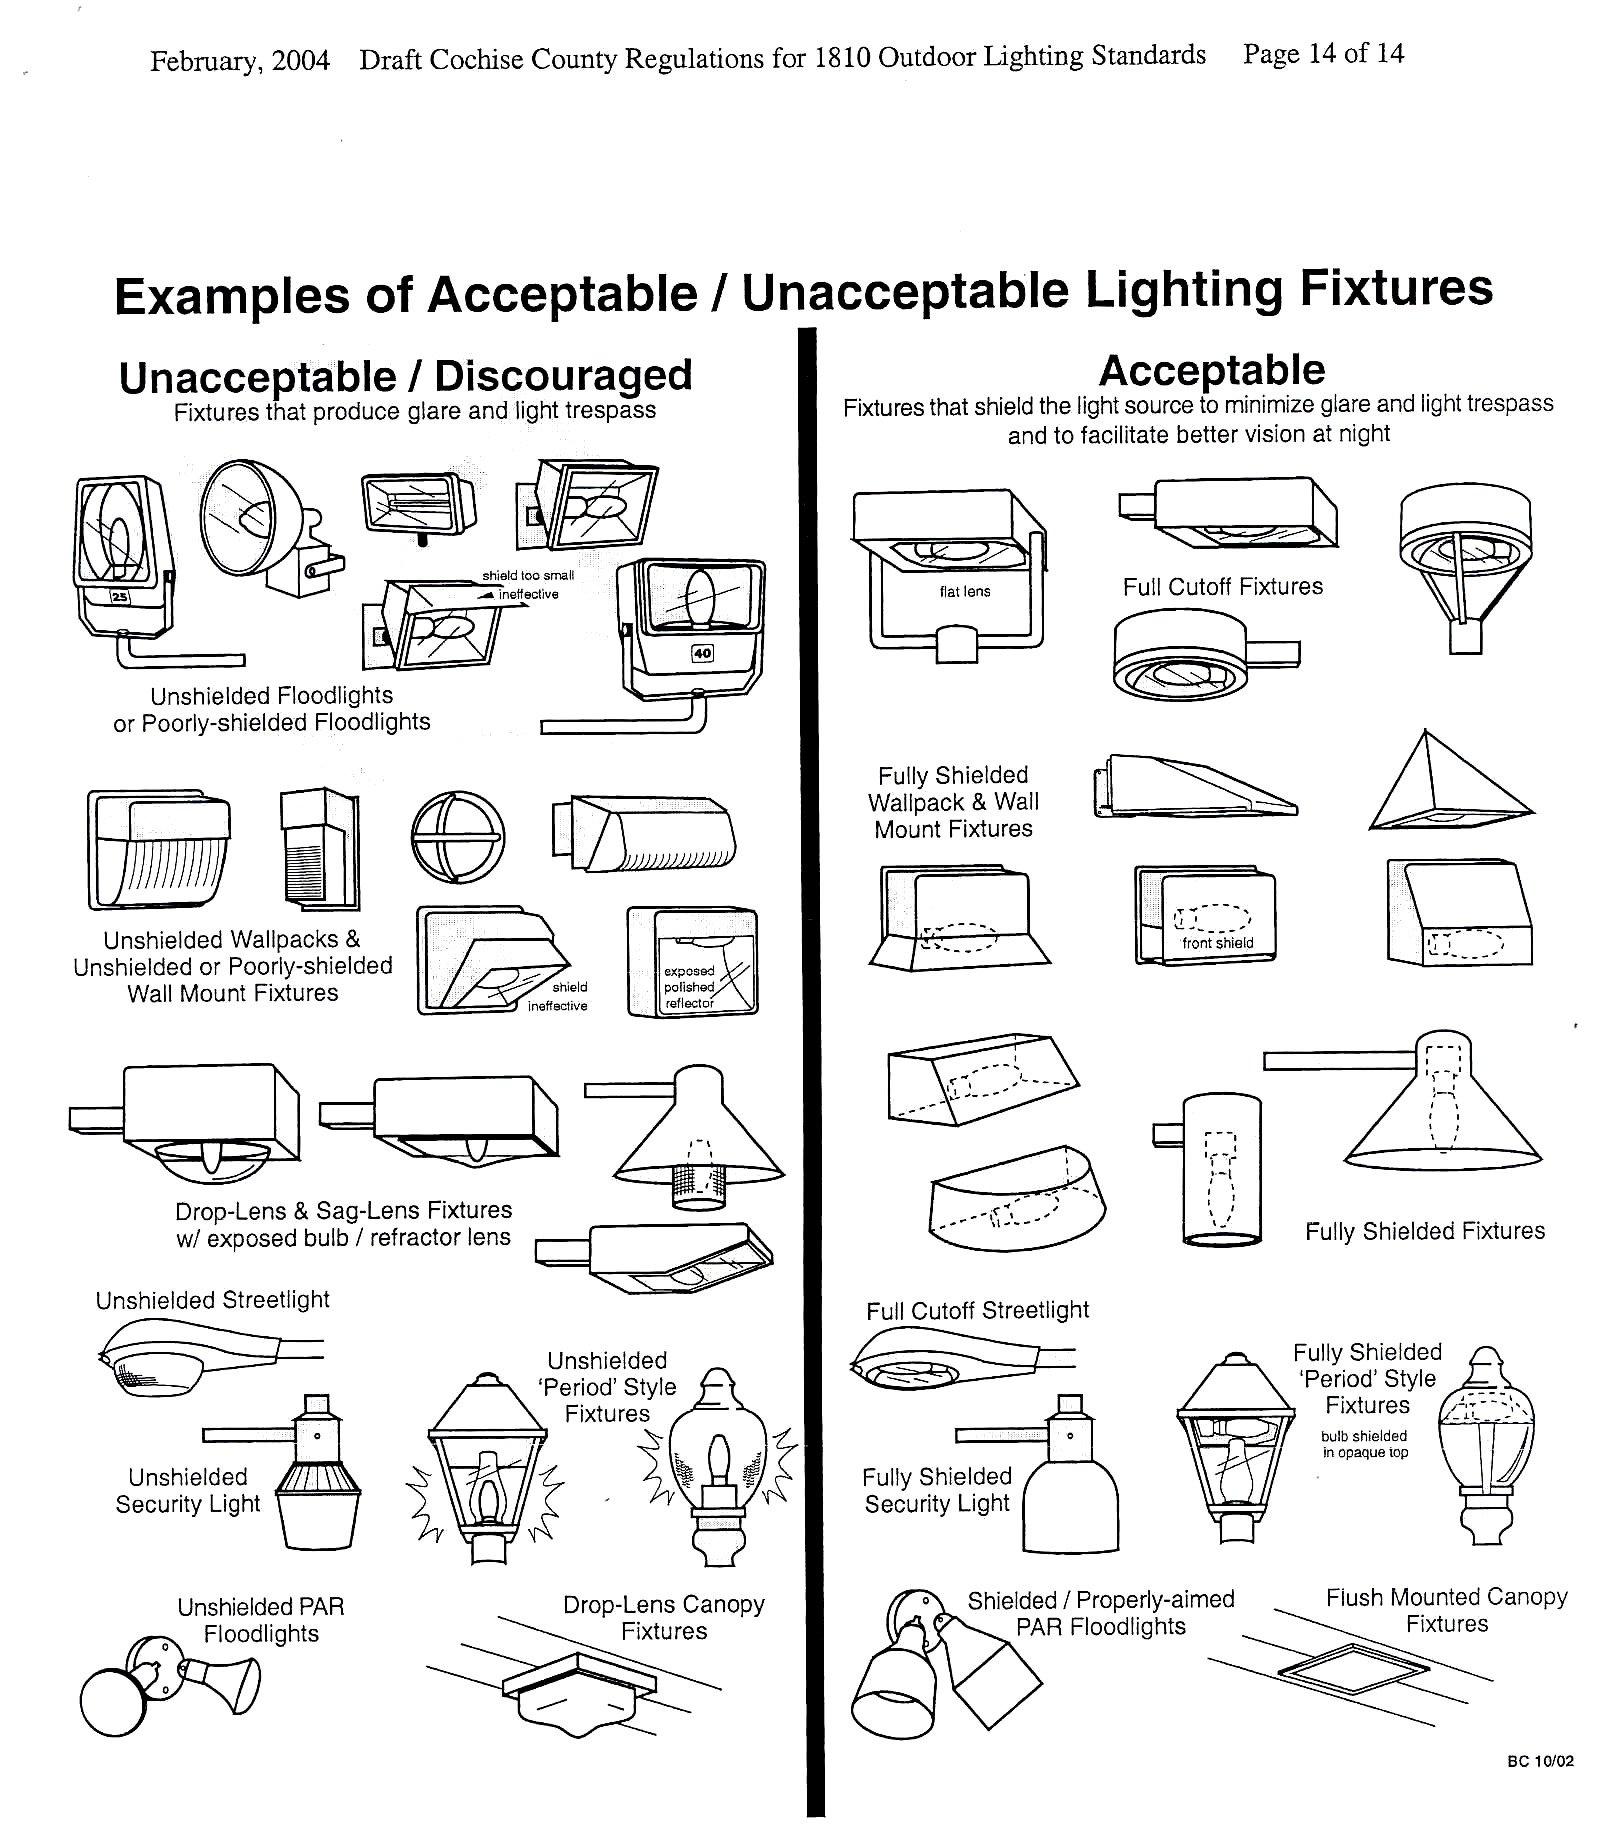 February, 2004 Draft Cochise County Regulations for 1810 Outdoor Lighting Standards Page 14 of 14
Examples of Acceptable / Unacceptable Lighting Fixtures
Unacceptable / Discouraged
Fixtures that produce glare and light trespass
25
shield too small
ineffective
40
Unshielded Floodlights
or Poorly-shielded Floodlights
Unshielded Wallpacks &
Unshielded or Poorly-shielded
Wall Mount Fixtures
shield
ineffective
exposed
polished
reflector
Drop-Lens & Sag-Lens Fixtures
w/ exposed bulb / refractor lens
Unshielded Streetlight
Unshielded
'Period' Style
Fixtures
Unshielded
Security Light
Unshielded PAR
Floodlights
Drop-Lens Canopy
Fixtures
Acceptable
Fixtures that shield the light source to minimize glare and light trespass
and to facilitate better vision at night
flat lens
Full Cutoff Fixtures
Fully Shielded
Wallpack & Wall
Mount Fixtures
front shield
Fully Shielded Fixtures
Full Cutoff Streetlight
Fully Shielded
'Period' Style
Fixtures
bulb shielded
in opaque top
Fully Shielded
Security Light
Shielded / Properly-aimed
PAR Floodlights
Flush Mounted Canopy
Fixtures
BC 10/02